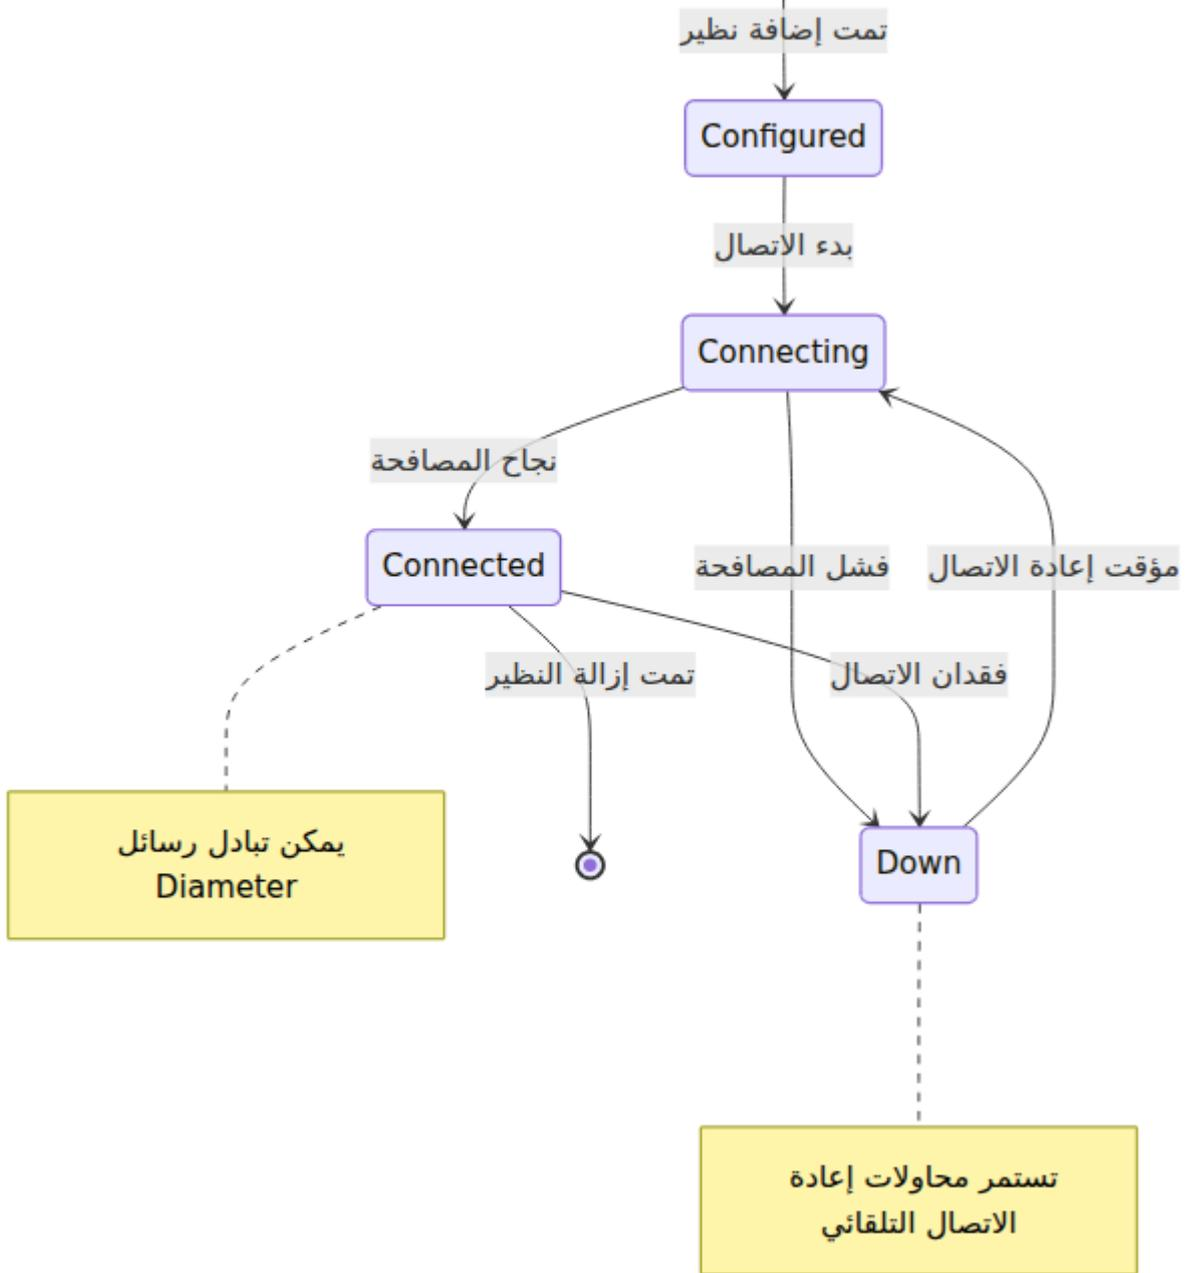 تمت إضافة نظير
Configured
بدء الاتصال
Connecting
نجاح المصافحة
Connected
فشل المصافحة
مؤقت إعادة الاتصال
تمت إزالة النظير
فقدان الاتصال
يمكن تبادل رسائل
Diameter
Down
تستمر محاولات إعادة
الاتصال التلقائي